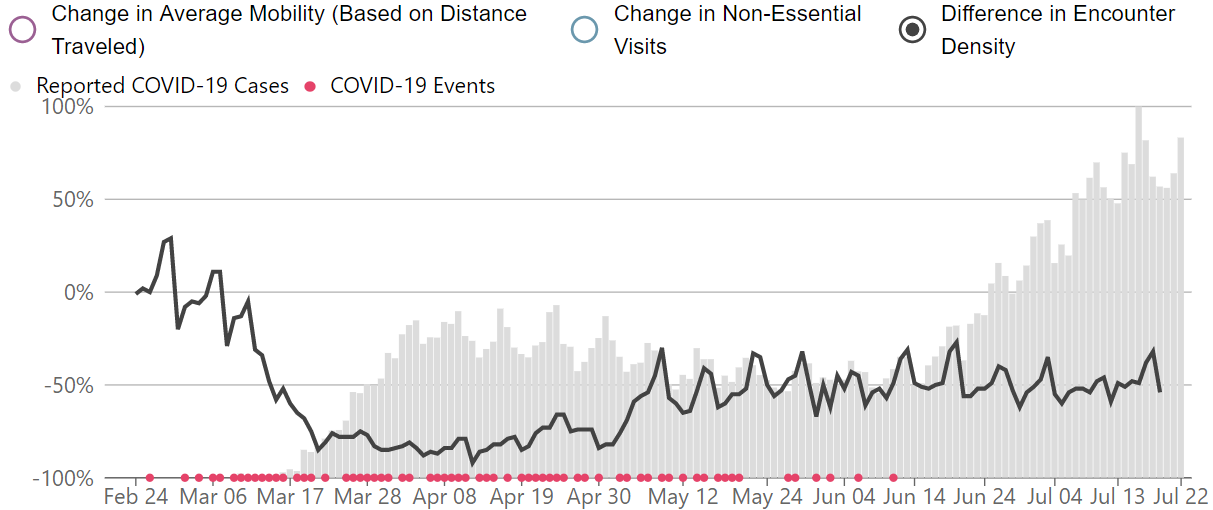 Change in Average Mobility (Based on Distance
Traveled)
Change in Non-Essential
Visits
Difference in Encounter
Density
Reported COVID-19 Cases
COVID-19 Events
100%
50%
0%
-50%
-100%
Feb 24 Mar 06 Mar 17 Mar 28 Apr 08 Apr 19 Apr 30 May 12 May 24 Jun 04 Jun 14 Jun 24 Jul 04 Jul 13 Jul 22